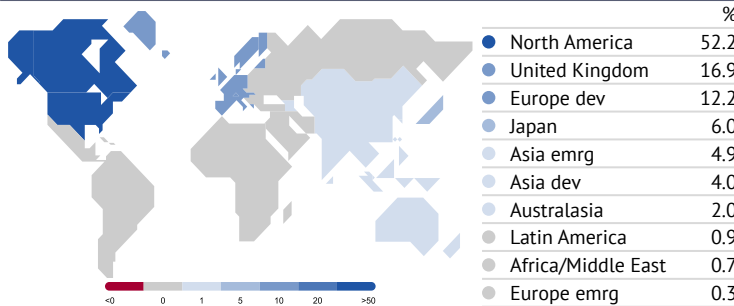 %
North America 52.2
United Kingdom 16.9
Europe dev 12.2
Japan 6.0
Asia emrg 4.9
Asia dev 4.0
Australasia 2.0
Latin America 0.9
Africa/Middle East 0.7
Europe emrg 0.3
<0 0 1 5 10 20 >50